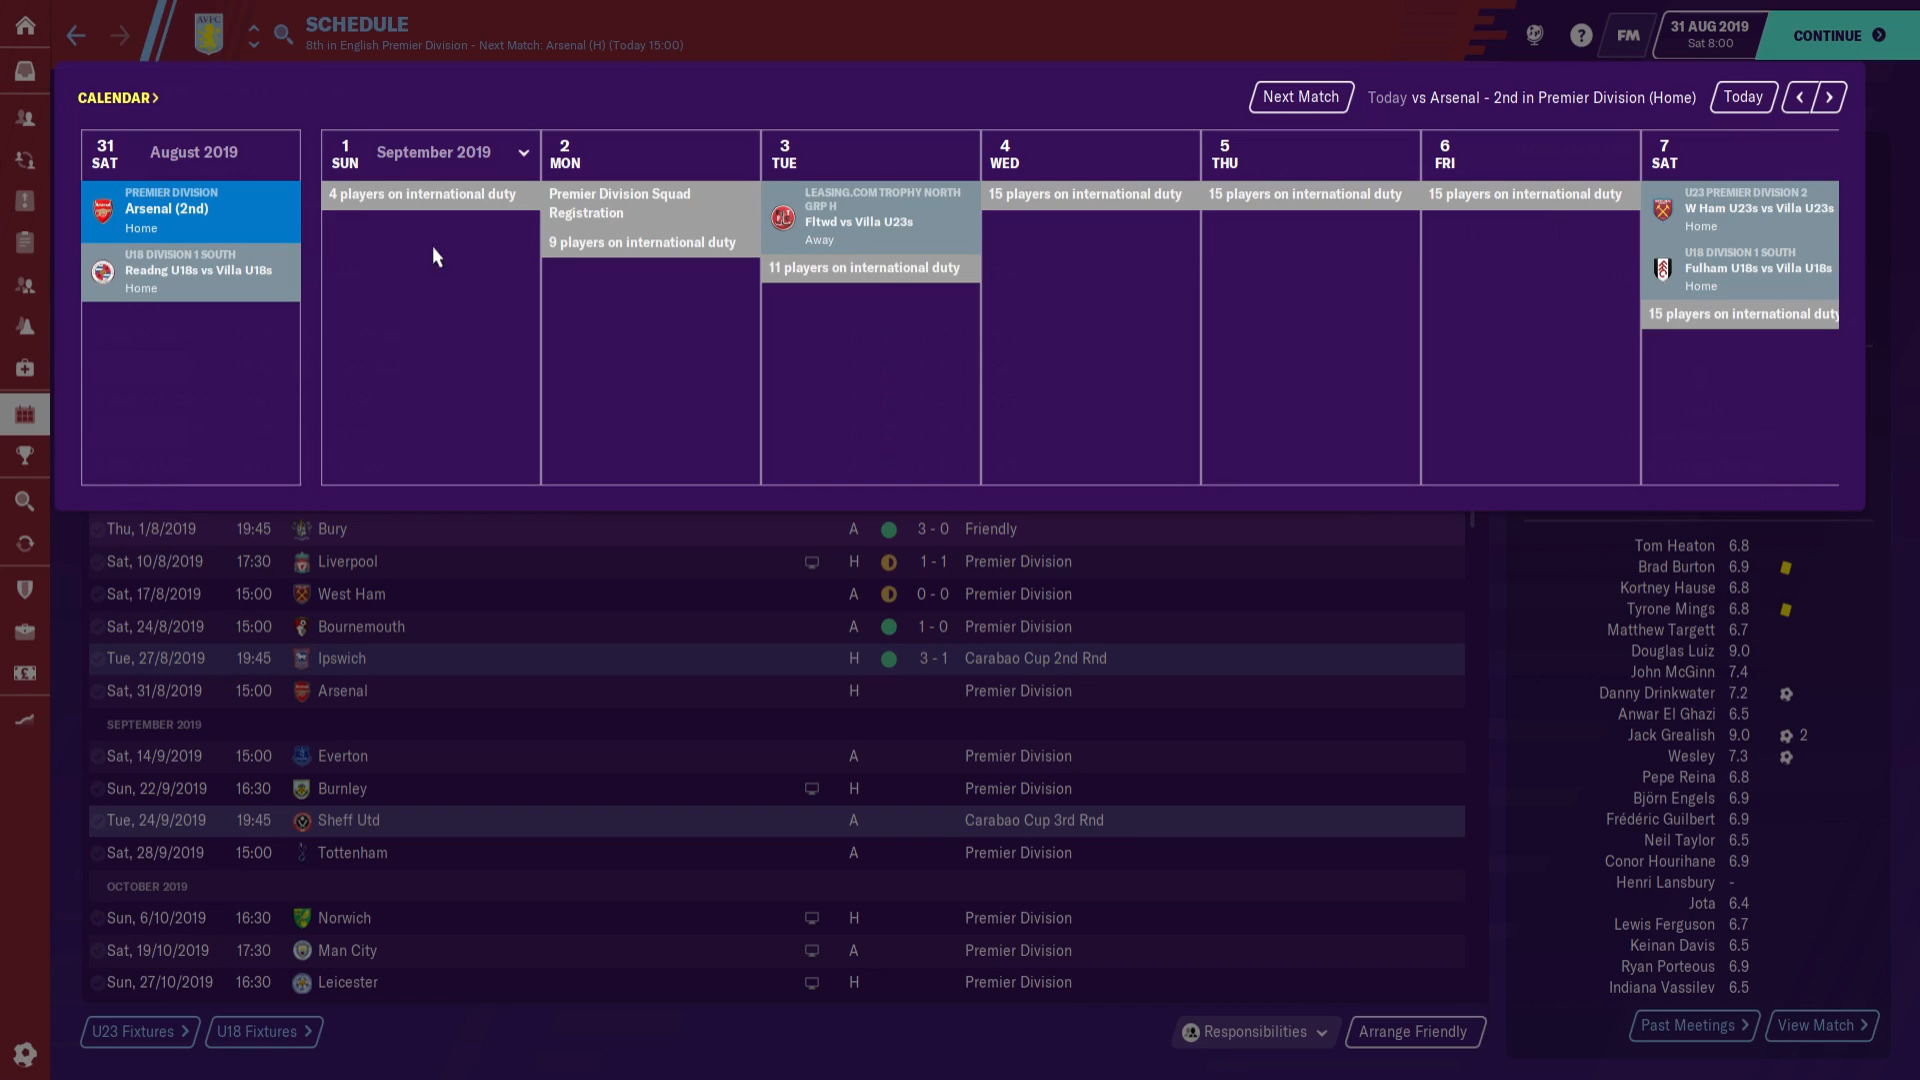 SCHEDULE
8th in English Premier Division - Next Match: Arsenal (H) (Today 15:00)
AVFC
?
FM
31 AUG 2019
Sat 8:00
CONTINUE
CALENDAR>
Next Match
Today vs Arsenal - 2nd in Premier Division (Home)
Today
31
SAT
August 2019
PREMIER DIVISION
Arsenal (2nd)
Home
U18 DIVISION 1 SOUTH
Readng U18s vs Villa U18s
Home
1
SUN
September 2019
4 players on international duty
2
MON
Premier Division Squad
Registration
9 players on international duty
3
TUE
LEASING.COM TROPHY NORTH
GRP H
Fltwd vs Villa U23s
Away
11 players on international duty
4
WED
15 players on international duty
5
THU
15 players on international duty
6
FRI
15 players on international duty
7
SAT
U23 PREMIER DIVISION 2
W Ham U23s vs Villa U23s
Home
U18 DIVISION 1 SOUTH
Fulham U18s vs Villa U18s
Home
15 players on international duty
Thu, 1/8/2019 19:45 Bury A 3 - 0 Friendly
Sat, 10/8/2019 17:30 Liverpool H 1 - 1 Premier Division
Sat, 17/8/2019 15:00 West Ham A 0 - 0 Premier Division
Sat, 24/8/2019 15:00 Bournemouth A 1 - 0 Premier Division
Tue, 27/8/2019 19:45 Ipswich H 3 - 1 Carabao Cup 2nd Rnd
Sat, 31/8/2019 15:00 Arsenal H Premier Division
SEPTEMBER 2019
Sat, 14/9/2019 15:00 Everton A Premier Division
Sun, 22/9/2019 16:30 Burnley H Premier Division
Tue, 24/9/2019 19:45 Sheff Utd A Carabao Cup 3rd Rnd
Sat, 28/9/2019 15:00 Tottenham A Premier Division
OCTOBER 2019
Sun, 6/10/2019 16:30 Norwich H Premier Division
Sat, 19/10/2019 17:30 Man City A Premier Division
Sun, 27/10/2019 16:30 Leicester H Premier Division
Tom Heaton 6.8
Brad Burton 6.9
Kortney Hause 6.8
Tyrone Mings 6.8
Matthew Targett 6.7
Douglas Luiz 9.0
John McGinn 7.4
Danny Drinkwater 7.2
Anwar El Ghazi 6.5
Jack Grealish 9.0 2
Wesley 7.3
Pepe Reina 6.8
Björn Engels 6.9
Frédéric Guilbert 6.9
Neil Taylor 6.5
Conor Hourihane 6.9
Henri Lansbury -
Jota 6.4
Lewis Ferguson 6.7
Keinan Davis 6.5
Ryan Porteous 6.9
Indiana Vassilev 6.5
U23 Fixtures >
U18 Fixtures >
Responsibilities
Arrange Friendly
Past Meetings >
View Match >